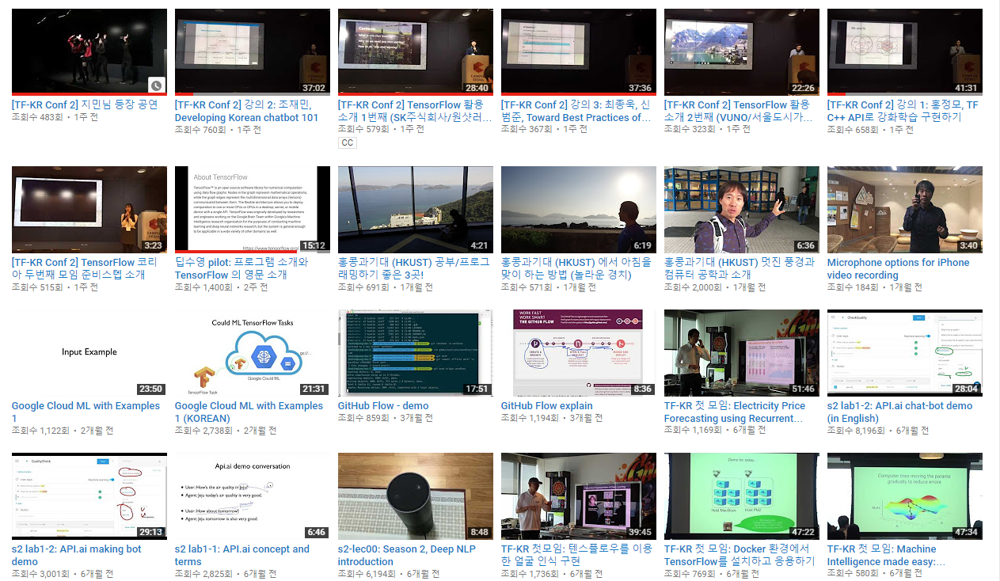 Contents
What is one-shot learning?
Why do we need one-shot learning?
How to do "one-shot learning"
37:02
28:40
37:36
22:26
41:31
[TF-KR Conf 2] 지민님 등장 공연
조회수 483회 • 1주 전
[TF-KR Conf 2] 강의 2: 조재민,
Developing Korean chatbot 101
조회수 760회 • 1주 전
[TF-KR Conf 2] TensorFlow 활용
소개 1번째 (SK주식회사/원샷러...
조회수 579회 • 1주 전
CC
[TF-KR Conf 2] 강의 3: 최종욱, 신
범준, Toward Best Practices of...
조회수 367회 • 1주 전
[TF-KR Conf 2] TensorFlow 활용
소개 2번째 (VUNO/서울도시가...
조회수 323회 • 1주 전
[TF-KR Conf 2] 강의 1: 홍정모, TF
C++ API로 강화학습 구현하기
조회수 658회 • 1주 전
About TensorFlow
3:23
15:12
4:21
6:19
6:36
3:40
[TF-KR Conf 2] TensorFlow 코리
아 두번째 모임 준비스텝 소개
조회수 515회 • 1주 전
딥수영 pilot: 프로그램 소개와
TensorFlow 의 영문 소개
조회수 1,400회 • 2주 전
홍콩과기대 (HKUST) 공부/프로그
래밍하기 좋은 3곳!
조회수 691회 • 1개월 전
홍콩과기대 (HKUST) 에서 아침을
맞이 하는 방법 (놀라운 경치)
조회수 571회 • 1개월 전
홍콩과기대 (HKUST) 멋진 풍경과
컴퓨터 공학과 소개
조회수 2,000회 • 1개월 전
Microphone options for iPhone
video recording
조회수 184회 • 1개월 전
Input Example
23:50
Could ML TensorFlow Tasks
Google Could ML
TensorFlow Task
21:31
17:51
WORK FAST
WORK SMART
THE GITHUB FLOW
8:36
51:46
CheckQuality
28:04
Google Cloud ML with Examples
1
조회수 1,122회 • 2개월 전
Google Cloud ML with Examples
1 (KOREAN)
조회수 2,738회 • 2개월 전
GitHub Flow - demo
조회수 859회 • 3개월 전
GitHub Flow explain
조회수 1,194회 • 3개월 전
TF-KR 첫 모임: Electricity Price
Forecasting using Recurrent...
조회수 1,169회 • 6개월 전
s2 lab1-2: API.ai chat-bot demo
(in English)
조회수 8,196회 • 6개월 전
QualityCheck
29:13
Api.ai demo conversation
• User: How's the air quality in Jeju?
• Agent: Jeju today's air quality is very good.
• User: How about tomorrow?
• Agent: Jeju tomorrow is also very good.
6:46
8:48
39:45
Demo for today...
Host MacBook
Host PM2
47:22
Computer tries moving the params
gradually to reduce errors
47:34
s2 lab1-2: API.ai making bot
demo
조회수 3,001회 • 6개월 전
s2 lab1-1: API.ai concept and
terms
조회수 2,825회 • 6개월 전
s2-lec00: Season 2, Deep NLP
introduction
조회수 6,194회 • 6개월 전
TF-KR 첫모임: 텐스플로우를 이용
한 얼굴 인식 구현
조회수 1,736회 • 6개월 전
TF-KR 첫 모임: Docker 환경에서
TensorFlow를 설치하고 응용하기
조회수 769회 • 6개월 전
TF-KR 첫 모임: Machine
Intelligence made easy:...
조회수 580회 • 6개월 전